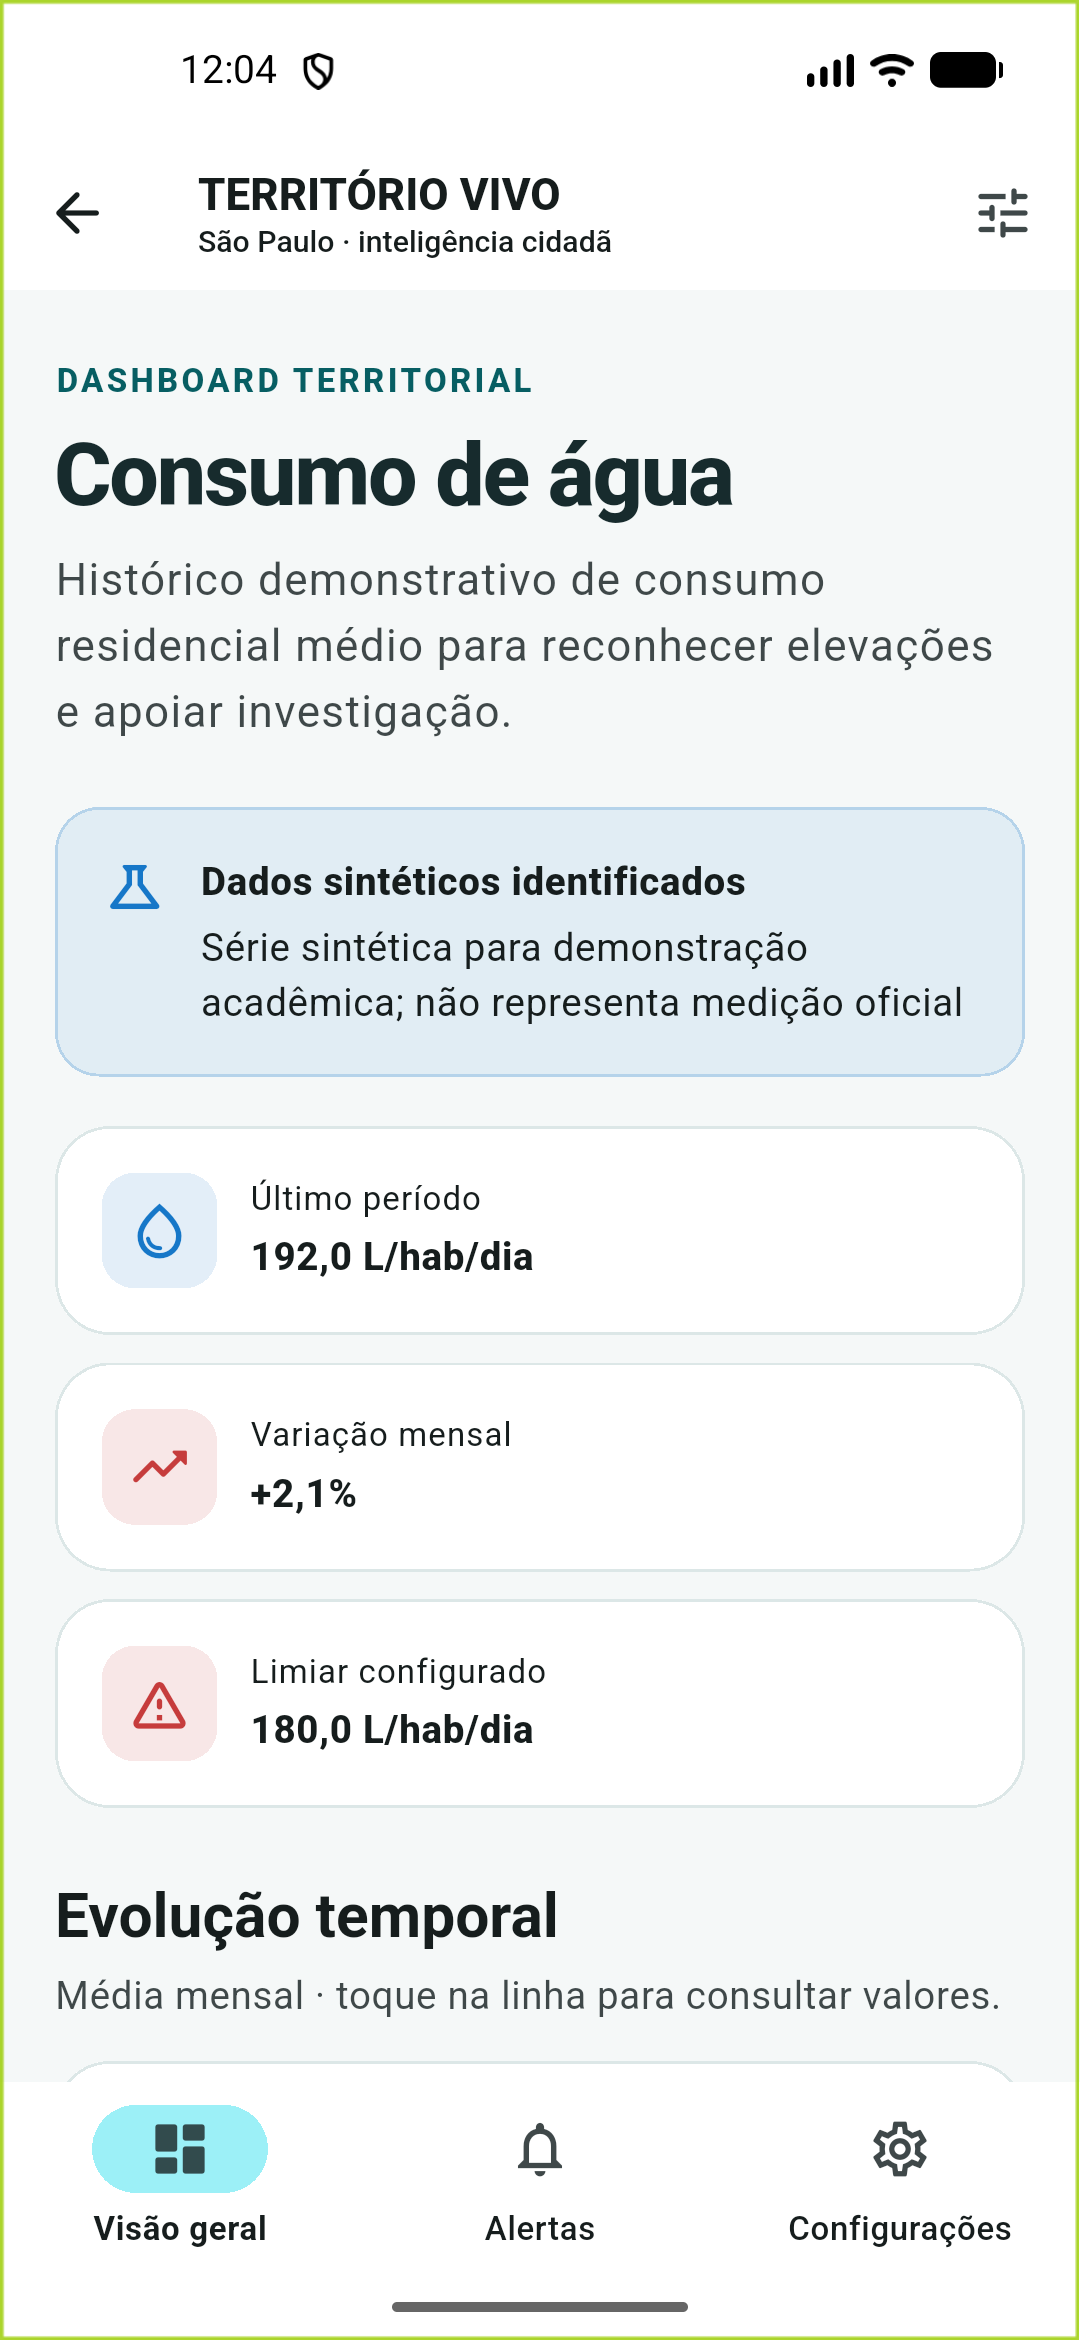 12:04
TERRITÓRIO VIVO
São Paulo · inteligência cidadã
DASHBOARD TERRITORIAL
Consumo de água
Histórico demonstrativo de consumo
residencial médio para reconhecer elevações
e apoiar investigação.
Dados sintéticos identificados
Série sintética para demonstração
acadêmica; não representa medição oficial
Último período
192,0 L/hab/dia
Variação mensal
+2,1%
Limiar configurado
180,0 L/hab/dia
Evolução temporal
Média mensal · toque na linha para consultar valores.
Visão geral
Alertas
Configurações